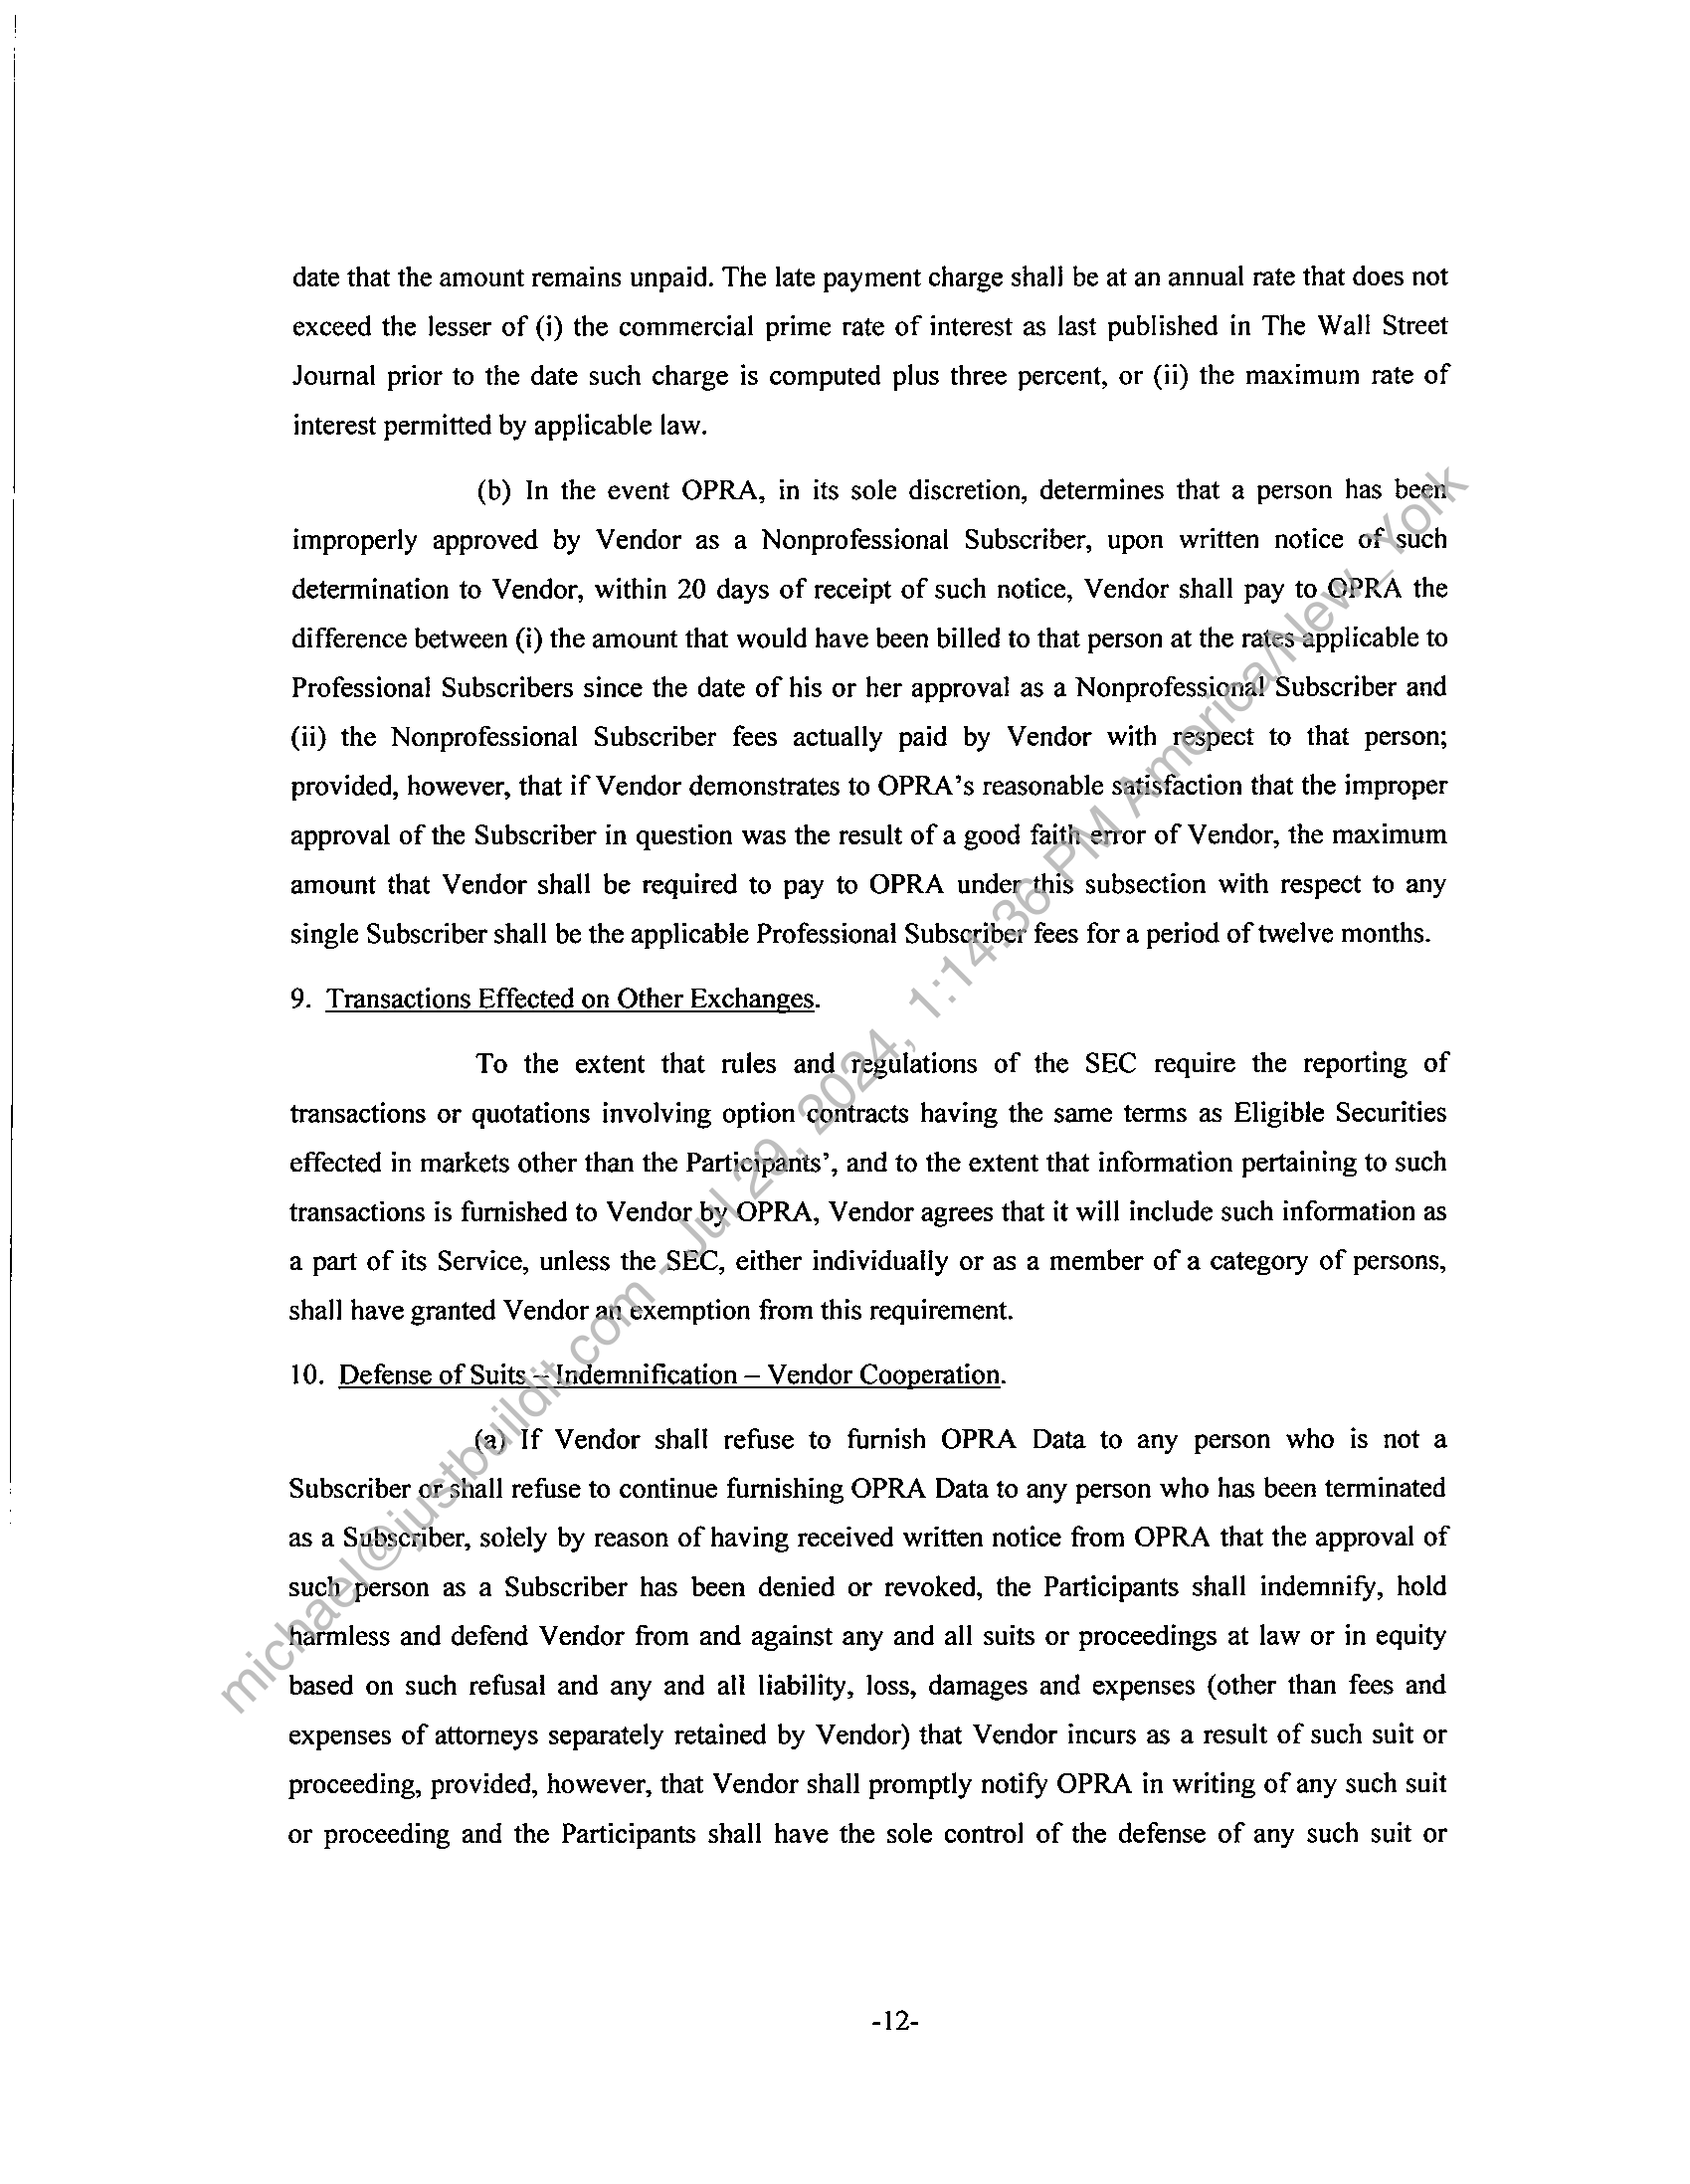 date that the amount remains unpaid. The late payment charge shall be at an annual rate that does not
exceed the lesser of (i) the commercial prime rate of interest as last published in The Wall Street
Journal prior to the date such charge is computed plus three percent, or (ii) the maximum rate of
interest permitted by applicable law.
(b) In the event OPRA, in its sole discretion, determines that a person has been
improperly approved by Vendor as a Nonprofessional Subscriber, upon written notice of such
determination to Vendor, within 20 days of receipt of such notice, Vendor shall pay to OPRA the
difference between (i) the amount that would have been billed to that person at the rates applicable to
Professional Subscribers since the date of his or her approval as a Nonprofessional Subscriber and
(ii) the Nonprofessional Subscriber fees actually paid by Vendor with respect to that person;
provided, however, that if Vendor demonstrates to OPRA's reasonable satisfaction that the improper
approval of the Subscriber in question was the result of a good faith error of Vendor, the maximum
amount that Vendor shall be required to pay to OPRA under this subsection with respect to any
single Subscriber shall be the applicable Professional Subscriber fees for a period of twelve months.
9. Transactions Effected on Other Exchanges.
To the extent that rules and regulations of the SEC require the reporting of
transactions or quotations involving option contracts having the same terms as Eligible Securities
effected in markets other than the Participants', and to the extent that information pertaining to such
transactions is furnished to Vendor by OPRA, Vendor agrees that it will include such information as
a part of its Service, unless the SEC, either individually or as a member of a category of persons,
shall have granted Vendor an exemption from this requirement.
10. Defense of Suits – Indemnification – Vendor Cooperation.
(a) If Vendor shall refuse to furnish OPRA Data to any person who is not a
Subscriber or shall refuse to continue furnishing OPRA Data to any person who has been terminated
as a Subscriber, solely by reason of having received written notice from OPRA that the approval of
such person as a Subscriber has been denied or revoked, the Participants shall indemnify, hold
harmless and defend Vendor from and against any and all suits or proceedings at law or in equity
based on such refusal and any and all liability, loss, damages and expenses (other than fees and
expenses of attorneys separately retained by Vendor) that Vendor incurs as a result of such suit or
proceeding, provided, however, that Vendor shall promptly notify OPRA in writing of any such suit
or proceeding and the Participants shall have the sole control of the defense of any such suit or
-12-
michael@justbuildit.com - Jul 29, 2024, 1:14:36 PM America/New_York